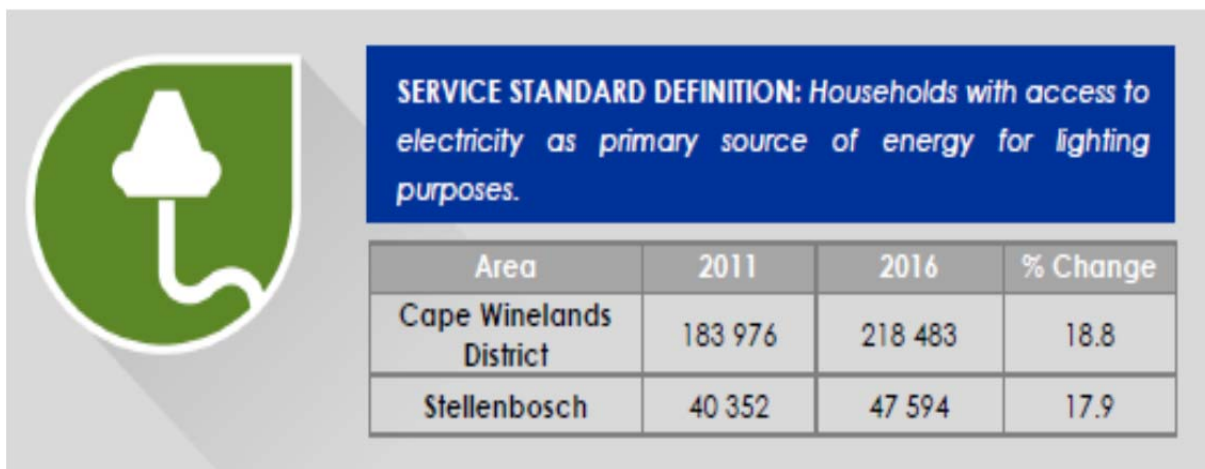 SERVICE STANDARD DEFINITION: Households with access to
electricity as primary source of energy for lighting
purposes.
Area 2011 2016 % Change
Cape Winelands
District 183 976 218 483 18.8
Stellenbosch 40 352 47 594 17.9